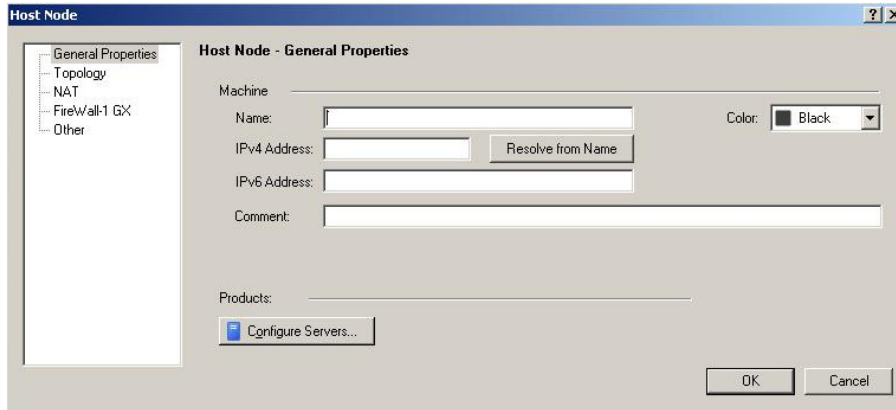 Host Node
General Properties
Topology
NAT
FireWall-1 GX
Other
Host Node - General Properties
Machine
Name:
Color: Black
IPv4 Address:
Resolve from Name
IPv6 Address:
Comment:
Products:
Configure Servers...
OK
Cancel